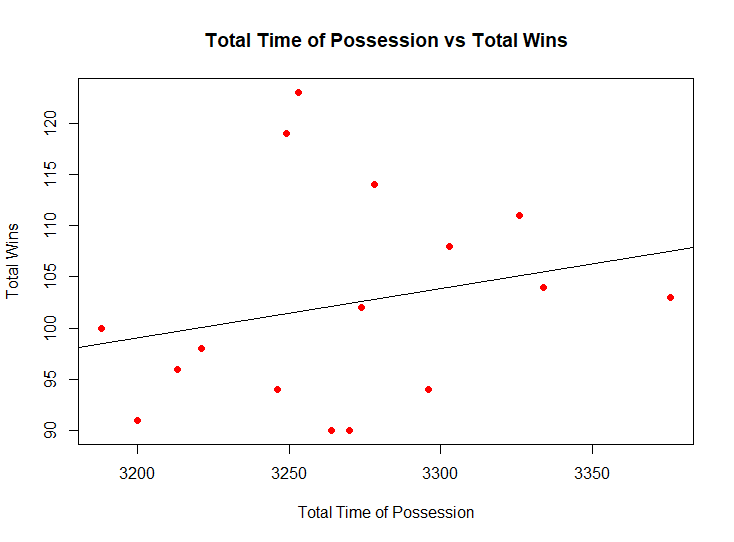 Total Time of Possession vs Total Wins
120
115
110
105
100
95
90
Total Wins
3200 3250 3300 3350
Total Time of Possession